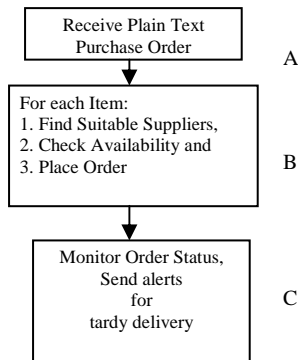 Receive Plain Text
Purchase Order
A
For each Item:
1. Find Suitable Suppliers,
2. Check Availability and
3. Place Order
B
Monitor Order Status,
Send alerts
for
tardy delivery
C